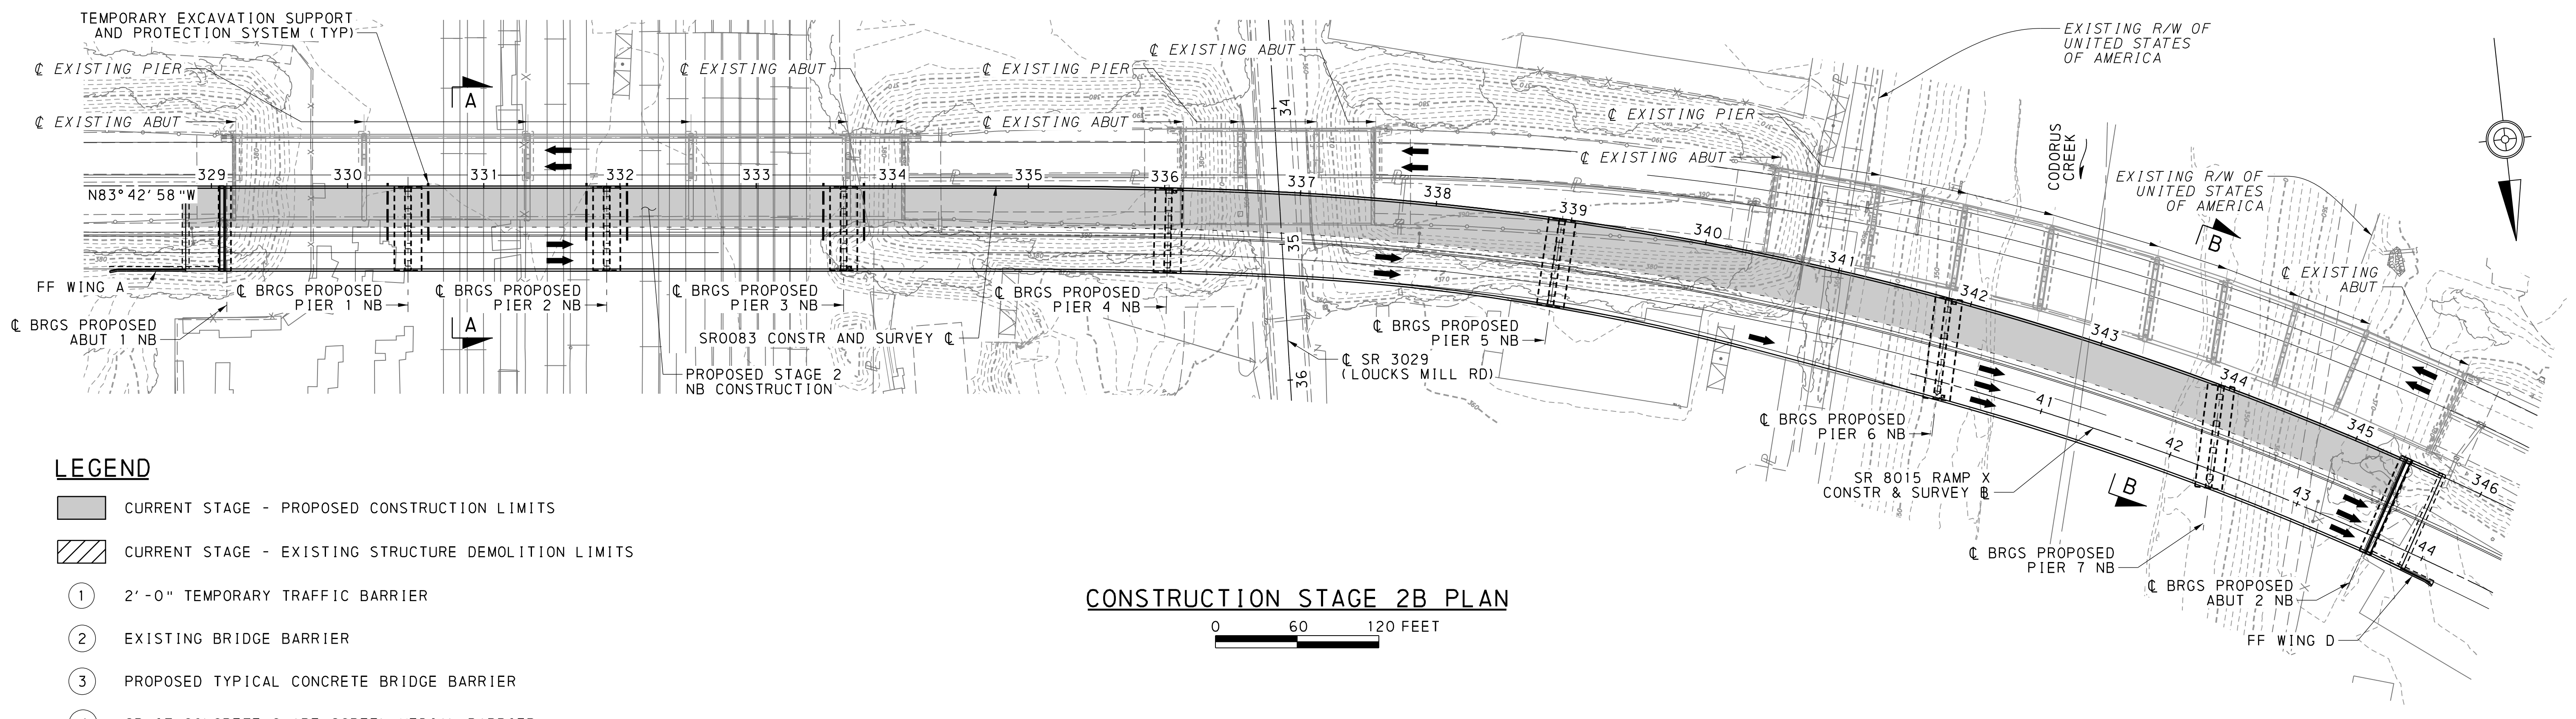 TEMPORARY EXCAVATION SUPPORT
AND PROTECTION SYSTEM (TYP)
℄ EXISTING PIER
℄ EXISTING ABUT
A
℄ EXISTING ABUT
℄ EXISTING PIER
℄ EXISTING ABUT
℄ EXISTING ABUT
34
℄ EXISTING PIER
℄ EXISTING ABUT
EXISTING R/W OF
UNITED STATES
OF AMERICA
CODORUS
CREEK
EXISTING R/W OF
UNITED STATES
OF AMERICA
B
℄ EXISTING
ABUT
329
330
331
332
333
334
335
336
337
338
339
340
341
342
343
344
345
346
N83°42'58"W
FF WING A
℄ BRGS PROPOSED
ABUT 1 NB
℄ BRGS PROPOSED
PIER 1 NB
A
℄ BRGS PROPOSED
PIER 2 NB
℄ BRGS PROPOSED
PIER 3 NB
SR0083 CONSTR AND SURVEY ℄
PROPOSED STAGE 2
NB CONSTRUCTION
℄ BRGS PROPOSED
PIER 4 NB
35
36
℄ SR 3029
(LOUCKS MILL RD)
℄ BRGS PROPOSED
PIER 5 NB
℄ BRGS PROPOSED
PIER 6 NB
41
42
43
44
SR 8015 RAMP X
CONSTR & SURVEY B
B
℄ BRGS PROPOSED
PIER 7 NB
℄ BRGS PROPOSED
ABUT 2 NB
FF WING D
LEGEND
CURRENT STAGE - PROPOSED CONSTRUCTION LIMITS
CURRENT STAGE - EXISTING STRUCTURE DEMOLITION LIMITS
1 2'-0" TEMPORARY TRAFFIC BARRIER
2 EXISTING BRIDGE BARRIER
3 PROPOSED TYPICAL CONCRETE BRIDGE BARRIER
CONSTRUCTION STAGE 2B PLAN
0 60 120 FEET